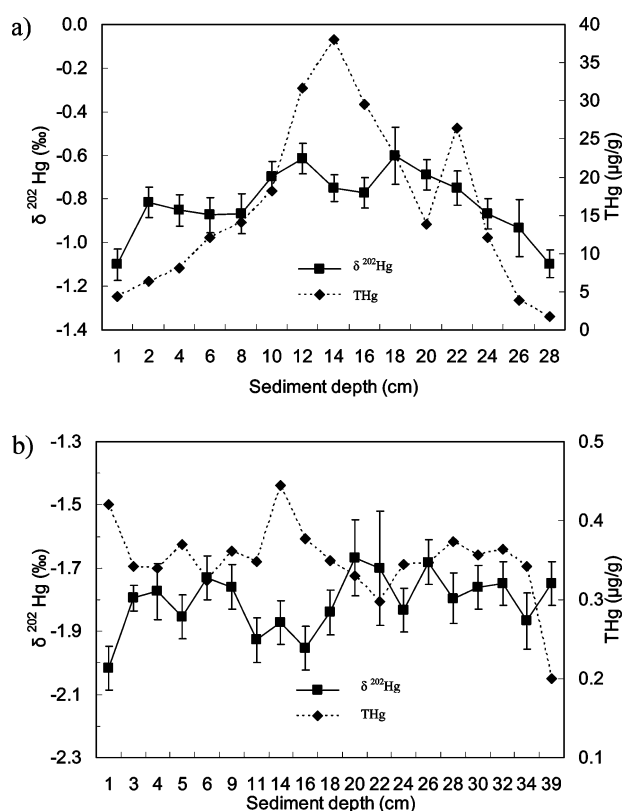 a)
0.0
-0.2
-0.4
-0.6
-0.8
-1.0
-1.2
-1.4
δ 202 Hg (‰)
40
35
30
25
20
15
10
5
0
THg (µg/g)
δ 202Hg
THg
1 2 4 6 8 10 12 14 16 18 20 22 24 26 28
Sediment depth (cm)
b)
-1.3
-1.5
-1.7
-1.9
-2.1
-2.3
δ 202 Hg (‰)
0.5
0.4
0.3
0.2
0.1
THg (µg/g)
δ 202Hg
THg
1 3 4 5 6 9 11 14 16 18 20 22 24 26 28 30 32 34 39
Sediment depth (cm)